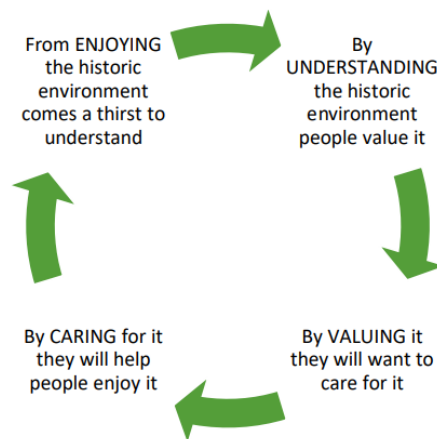 From ENJOYING
the historic
environment
comes a thirst to
understand
By
UNDERSTANDING
the historic
environment
people value it
By VALUING it
they will want to
care for it
By CARING for it
they will help
people enjoy it